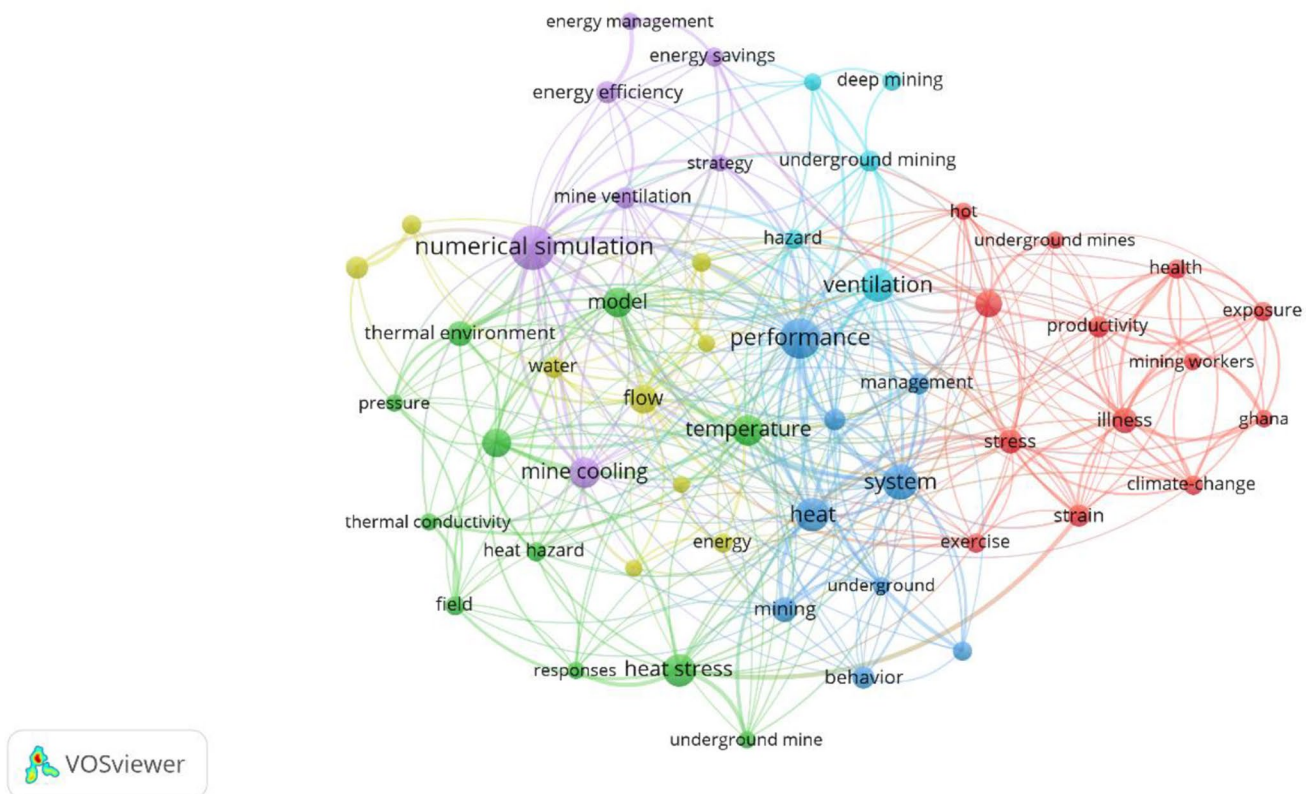 energy management
energy savings
deep mining
energy efficiency
strategy
underground mining
mine ventilation
hot
hazard
underground mines
numerical simulation
health
ventilation
model
exposure
productivity
thermal environment
performance
mining workers
water
management
flow
pressure
illness
ghana
temperature
stress
mine cooling
system
climate-change
heat
strain
thermal conductivity
energy
exercise
heat hazard
underground
field
mining
responses
heat stress
behavior
underground mine
VOSviewer